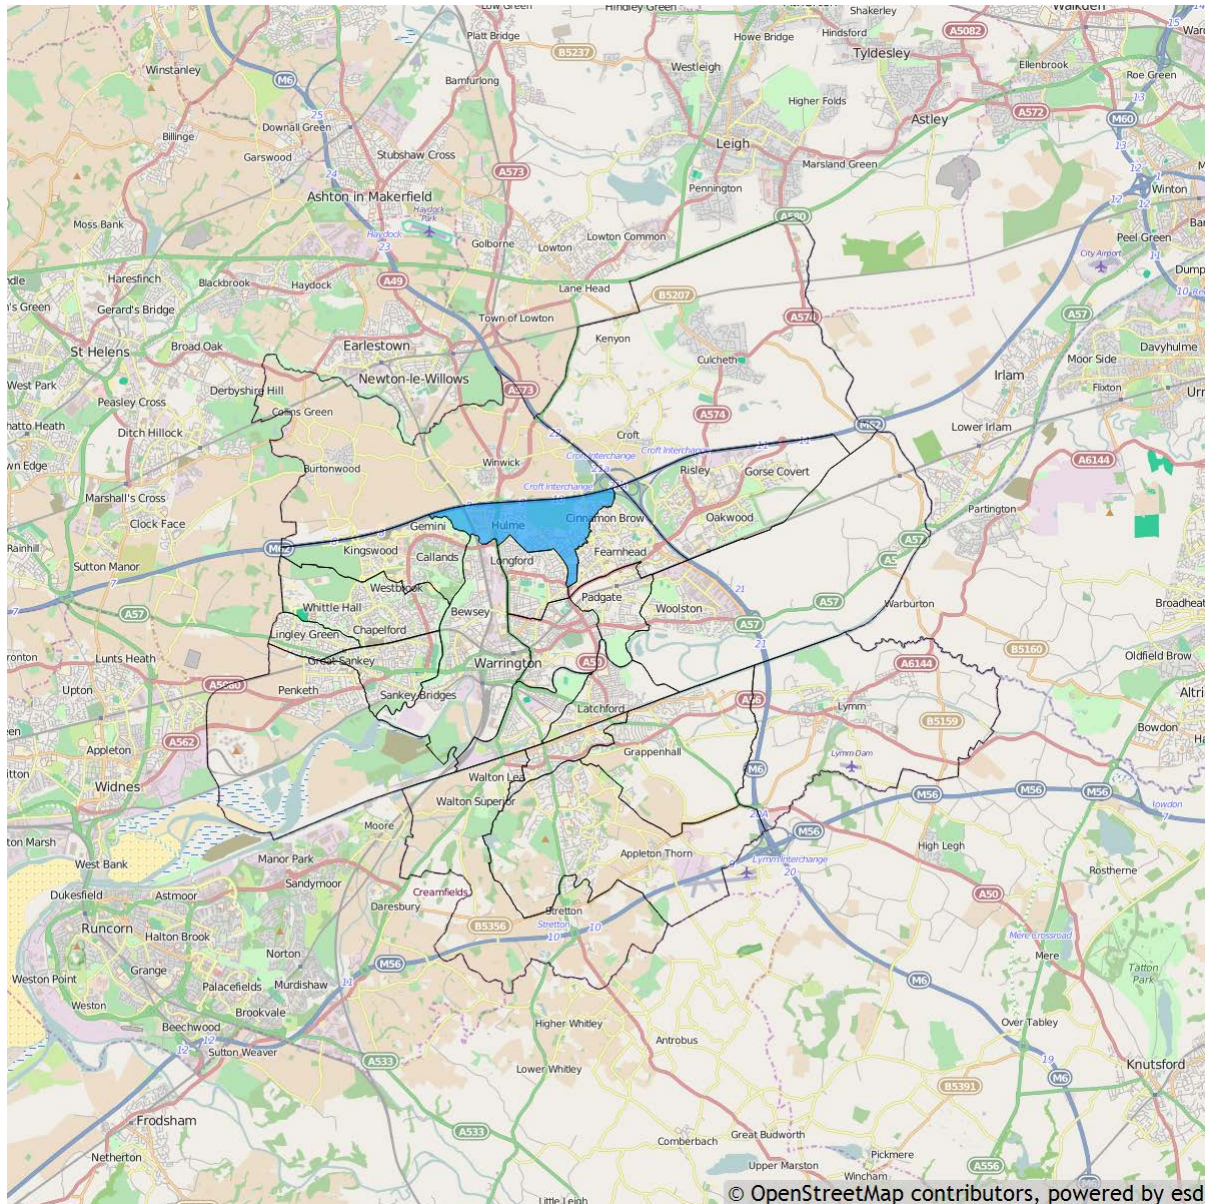 Low Green
Hindley Green
Shakerley
Walkden
Platt Bridge
B5237
Howe Bridge
Hindsford
A5082
Winstanley
M6
Bamfurlong
Westleigh
Tyldesley
Ellenbrook
Roe Green
Higher Folds
Billinge
Downall Green
Astley
A572
M60
Garswood
Stubshaw Cross
Leigh
Marsland Green
A573
Pennington
Winton
Ashton in Makerfield
Haydock Park
Moss Bank
Haydock
Golborne
Lowton
Lowton Common
A580
Peel Green
City Airport
Haresfinch
Blackbrook
Haydock
A49
Lane Head
B5207
Gerard's Bridge
Town of Lowton
A574
A57
St Helens
Broad Oak
Earlestown
Kenyon
Culcheth
Davyhulme
Moor Side
Irlam
West Park
Derbyshire Hill
Newton-le-Willows
A573
Flixton
Peasley Cross
Collins Green
A574
M62
Ditch Hillock
Croft
Lower Irlam
Burtonwood
Winwick
Croft Interchange
Risley
Gorse Covert
A6144
Marshall's Cross
Croft Interchange
Clock Face
Gemini
Hulme
Cinnamon Brow
Oakwood
Partington
Rainhill
M62
Kingswood
Callands
Longford
Fearnhead
A57
Sutton Manor
Westbrook
A57
Whittle Hall
Bewsey
Padgate
Woolston
A57
Warburton
Lingley Green
Chapelford
A57
Lunts Heath
Great Sankey
Warrington
A50
A6144
B5160
Oldfield Brow
Upton
A5080
Penketh
Sankey Bridges
Latchford
A56
Lymm
B5159
Appleton
A562
Grappenhall
Lymm Dam
Bowdon
Widnes
Walton Lea
M6
M56
M56
M56
Walton Superior
Moore
20A
M56
West Bank
Manor Park
Appleton Thorn
Lymm Interchange
High Legh
Dukesfield
Astmoor
Sandymoor
Creamfields
Rostherne
Runcorn
Daresbury
Stretton
A50
Halton Brook
B5356
Stretton
Mere Crossroad
Norton
Mere
Weston Point
Grange
M56
M6
Tatton Park
Palacefields
Murdishaw
Weston
Brookvale
Beechwood
Higher Whitley
Over Tabley
Sutton Weaver
A533
Antrobus
Lower Whitley
M6
Knutsford
B5391
Frodsham
A533
Comberbach
Great Budworth
Netherton
Pickmere
Upper Marston
A556
Wincham
Little Leigh
© OpenStreetMap contributors, powered by esd